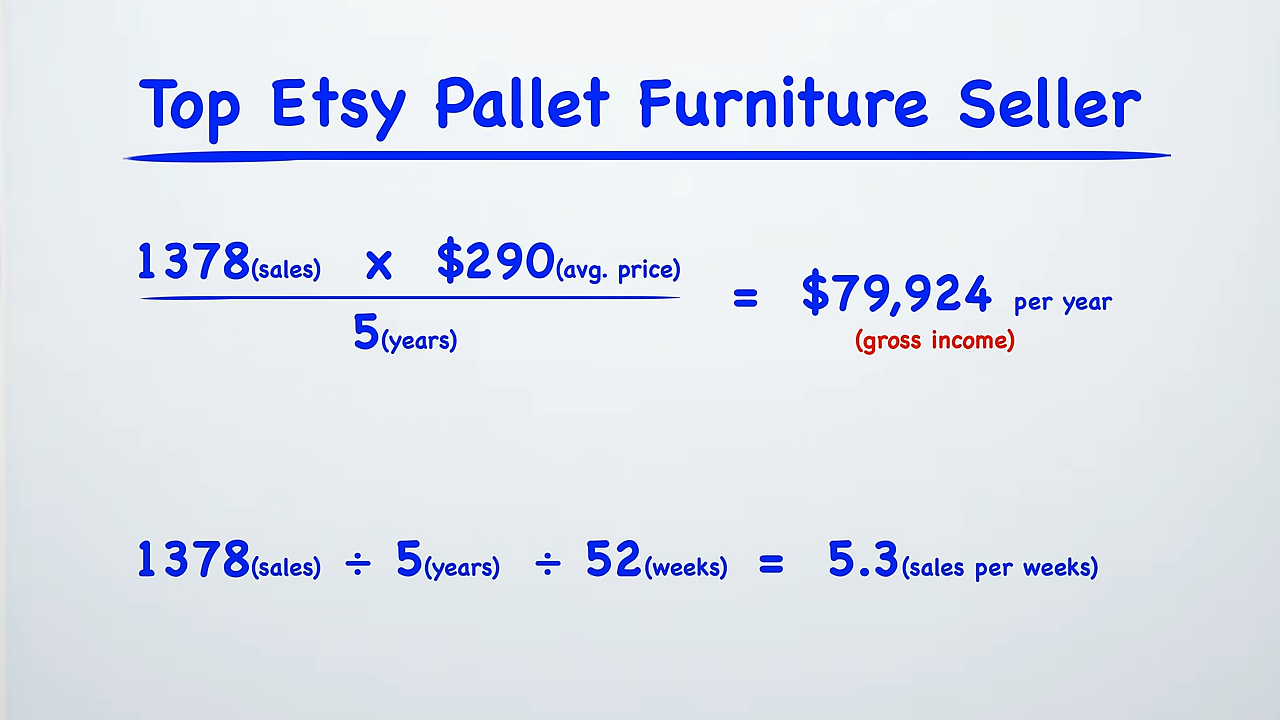 Top Etsy Pallet Furniture Seller
1378(sales) x $290(avg. price)
5(years)
= $79,924 per year
(gross income)
1378(sales) ÷ 5(years) ÷ 52(weeks) = 5.3(sales per weeks)